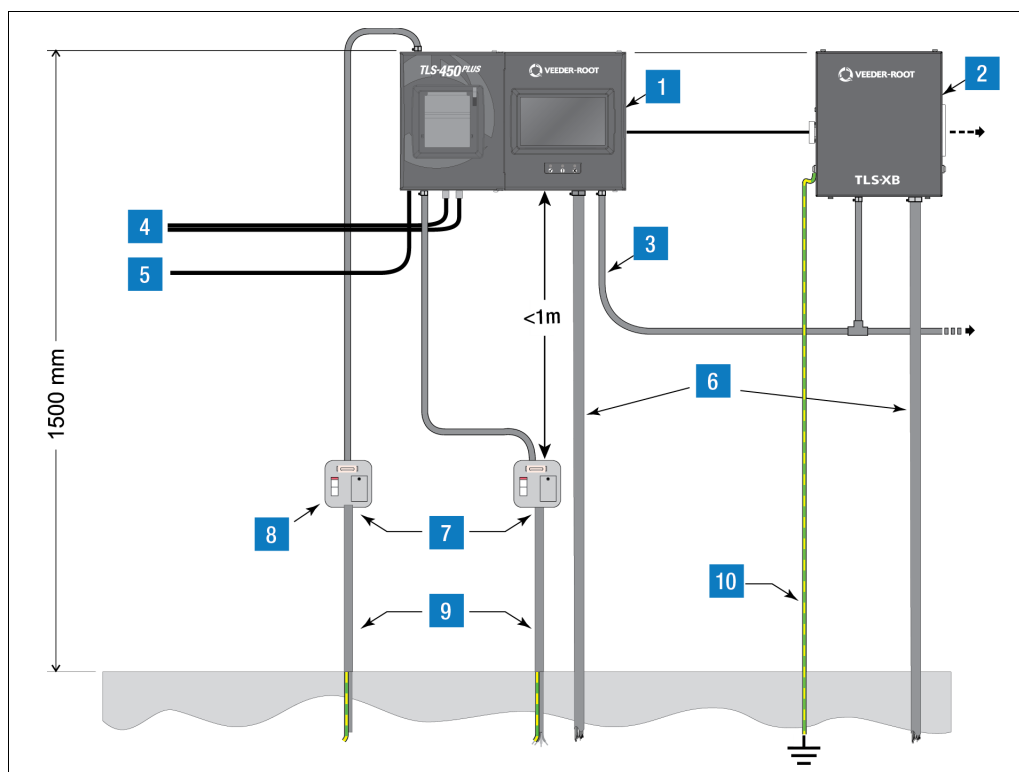 TLS-450PLUS
VEEDER-ROOT
1
VEEDER-ROOT
2
TLS-XB
4
5
3
<1m
6
1500 mm
8
7
9
10